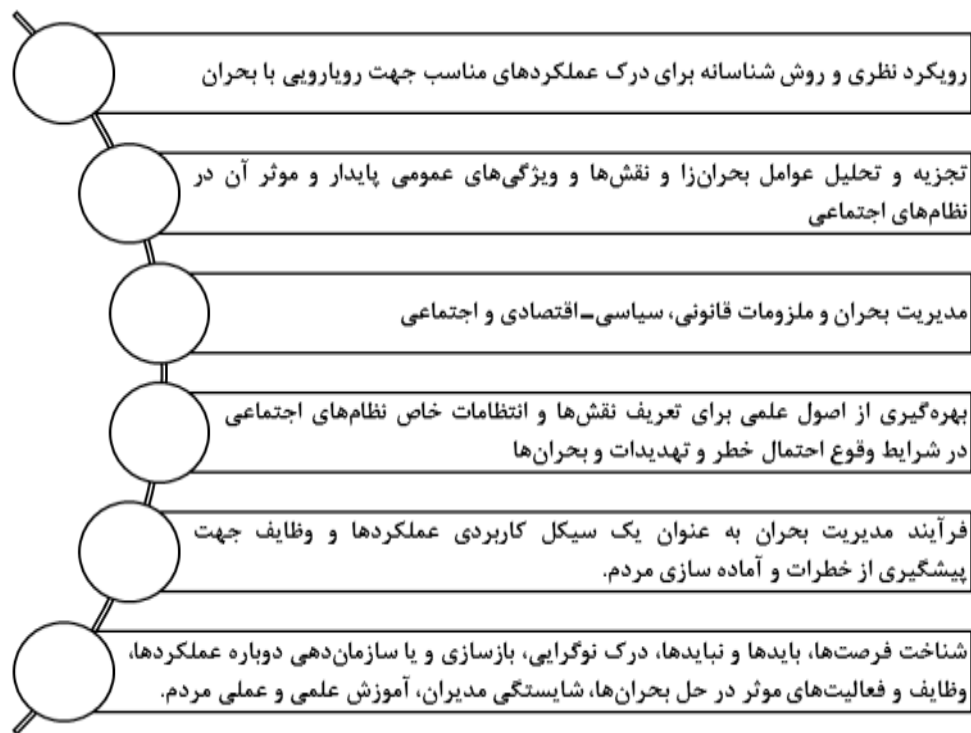 رویکرد نظری و روش شناسانه برای درک عملکردهای مناسب جهت رویارویی با بحران
تجزیه و تحلیل عوامل بحران‌زا و نقش‌ها و ویژگی‌های عمومی پایدار و موثر آن در
نظام‌های اجتماعی
مدیریت بحران و ملزومات قانونی، سیاسی-اقتصادی و اجتماعی
بهره‌گیری از اصول علمی برای تعریف نقش‌ها و انتظامات خاص نظام‌های اجتماعی
در شرایط وقوع احتمال خطر و تهدیدات و بحران‌ها
فرآیند مدیریت بحران به عنوان یک سیکل کاربردی عملکردها و وظایف جهت
پیشگیری از خطرات و آماده سازی مردم.
شناخت فرصت‌ها، بایدها و نبایدها، درک نوگرایی، بازسازی و یا سازمان‌دهی دوباره عملکردها،
وظایف و فعالیت‌های موثر در حل بحران‌ها، شایستگی مدیران، آموزش علمی و عملی مردم.